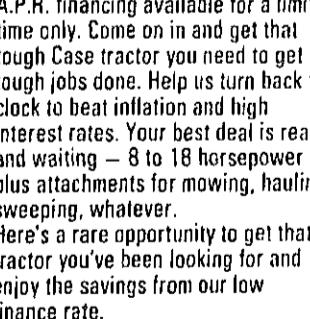 A.P.R. financing available for a limi
time only. Come on in and get that
tough Case tractor you need to get
tough jobs done. Help us turn back
clock to beat inflation and high
interest rates. Your best deal is rea
and waiting — 8 to 18 horsepower
plus attachments for mowing, haulin
sweeping, whatever.
Here's a rare opportunity to get that
tractor you've been looking for and
enjoy the savings from our low
finance rate.